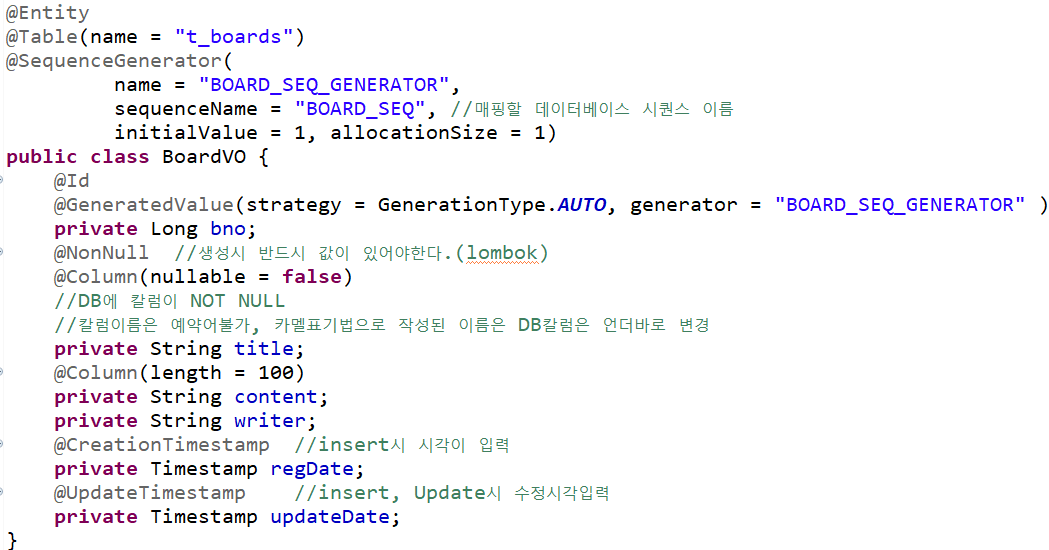 @Entity
@Table(name = "t_boards")
@SequenceGenerator(
name = "BOARD_SEQ_GENERATOR",
sequenceName = "BOARD_SEQ", //매핑할 데이터베이스 시퀀스 이름
initialValue = 1, allocationSize = 1)
public class BoardVO {
@Id
@GeneratedValue(strategy = GenerationType.AUTO, generator = "BOARD_SEQ_GENERATOR" )
private Long bno;
@NonNull //생성시 반드시 값이 있어야한다.(lombok)
@Column(nullable = false)
//DB에 칼럼이 NOT NULL
//칼럼이름은 예약어불가, 카멜표기법으로 작성된 이름은 DB칼럼은 언더바로 변경
private String title;
@Column(length = 100)
private String content;
private String writer;
@CreationTimestamp //insert시 시각이 입력
private Timestamp regDate;
@UpdateTimestamp //insert, Update시 수정시각입력
private Timestamp updateDate;
}